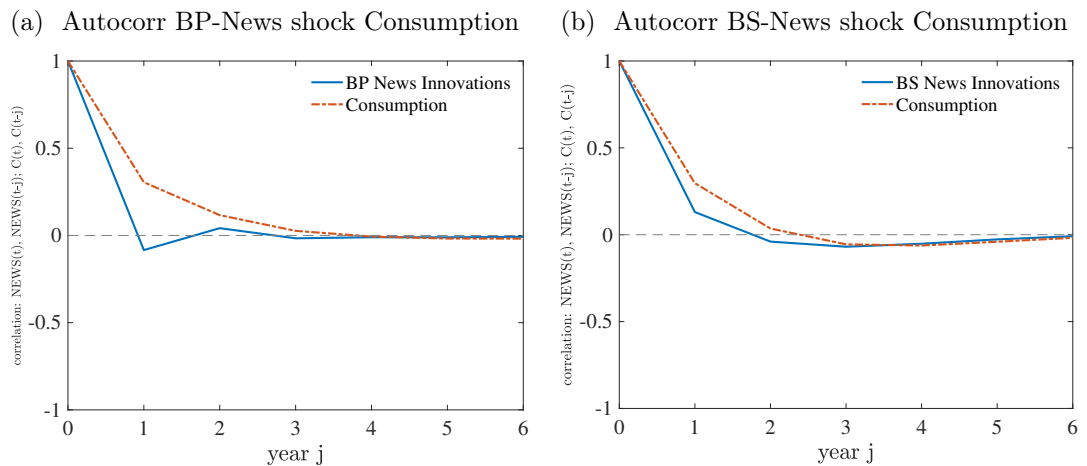 (a) Autocorr BP-News shock Consumption
correlation: NEWS(t), NEWS(t-j); C(t), C(t-j)
1
0.5
0
-0.5
-1
BP News Innovations
Consumption
0 1 2 3 4 5 6
year j
(b) Autocorr BS-News shock Consumption
correlation: NEWS(t), NEWS(t-j); C(t), C(t-j)
1
0.5
0
-0.5
-1
BS News Innovations
Consumption
0 1 2 3 4 5 6
year j